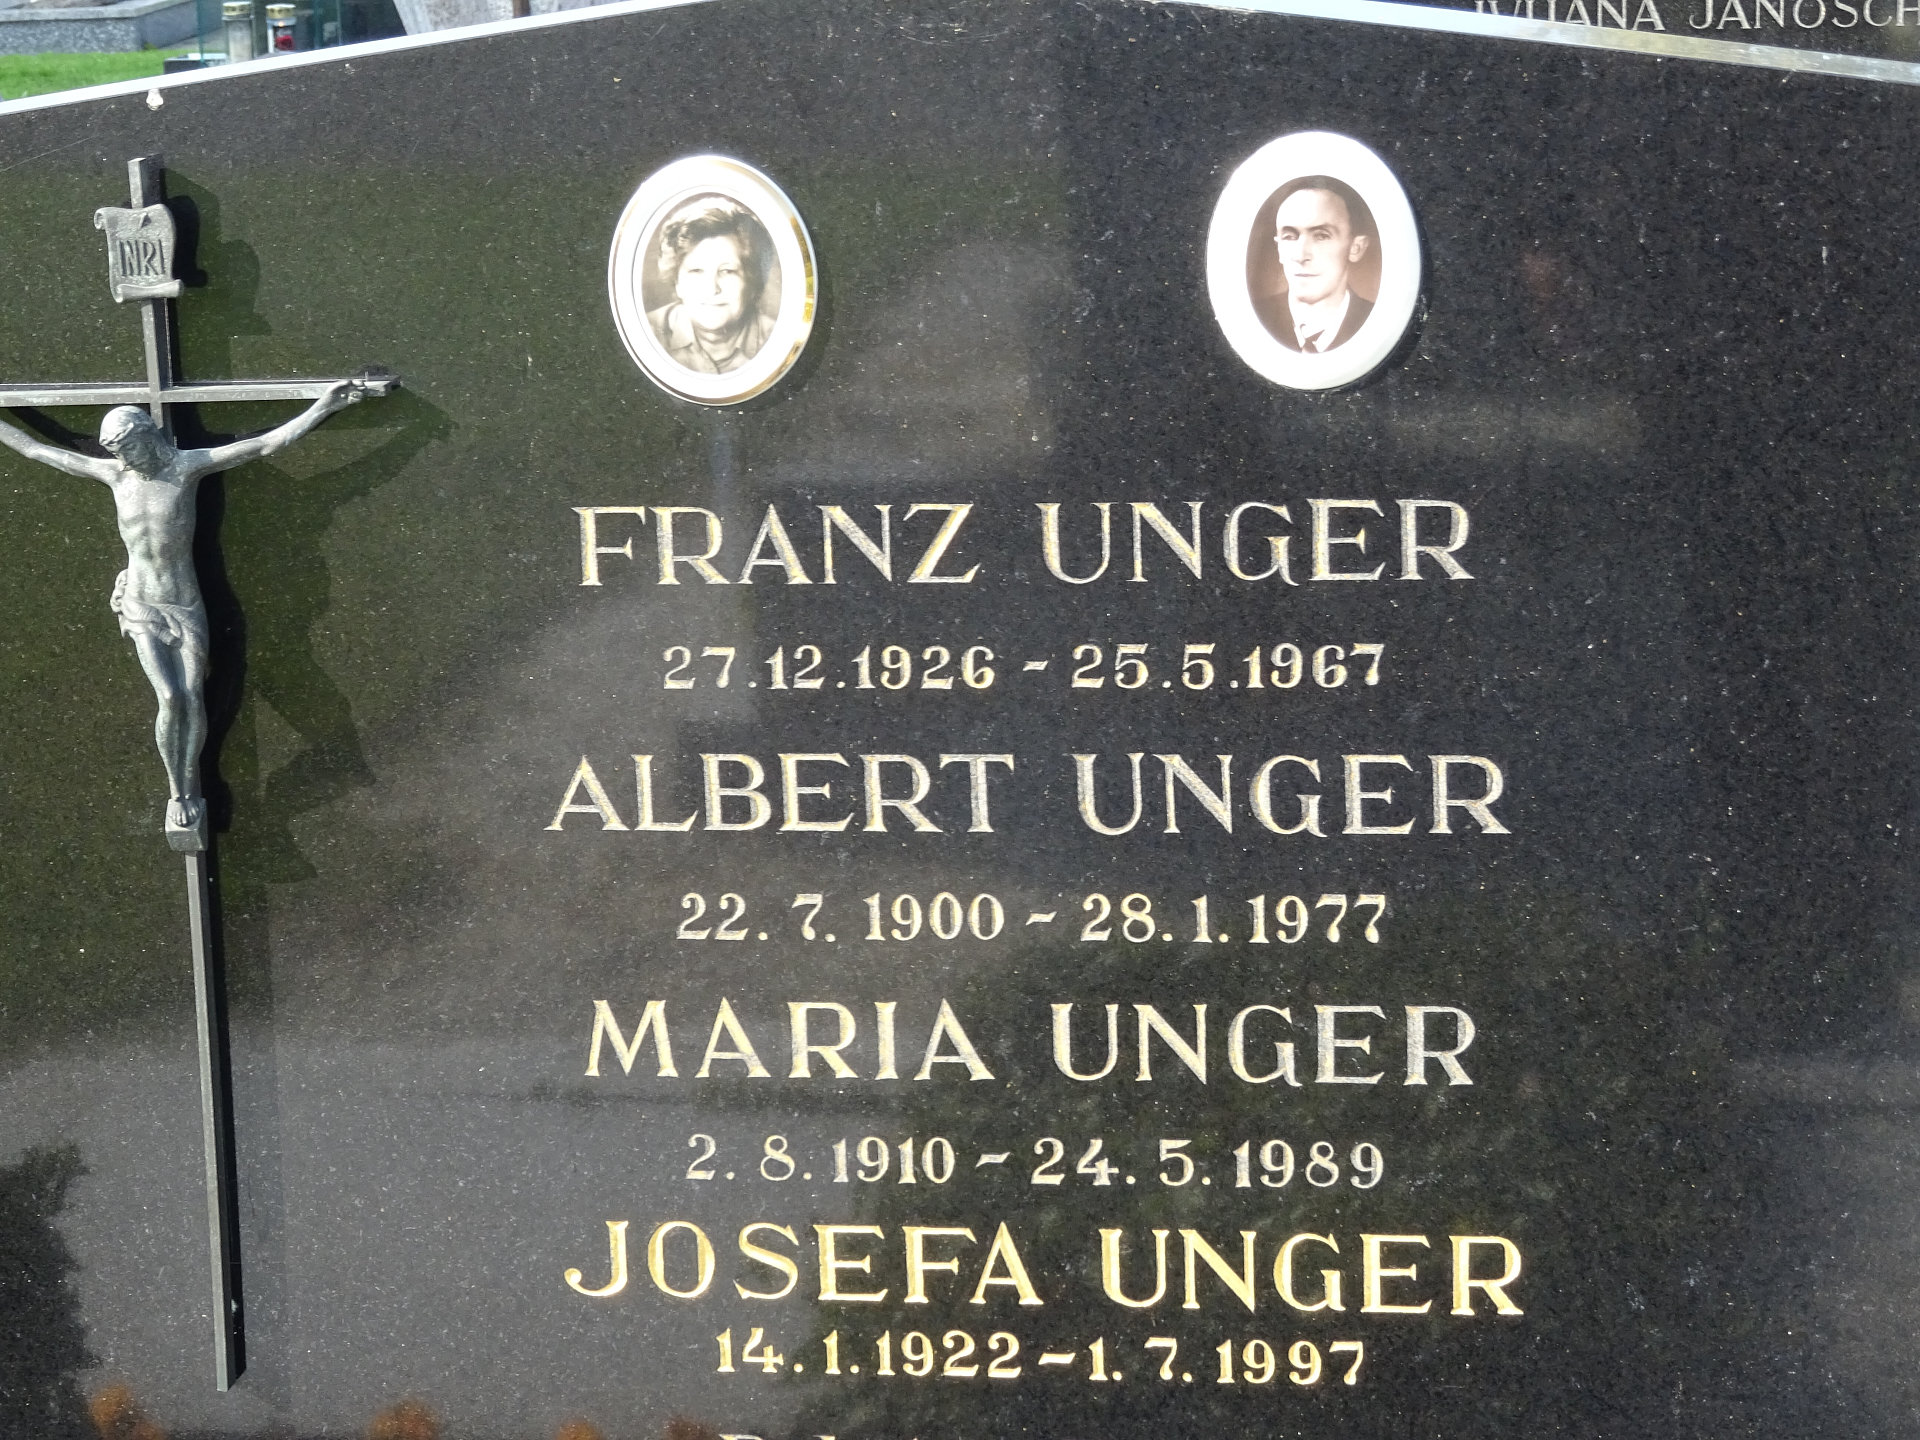 JANOSCH
INRI
FRANZ UNGER
27.12.1926 - 25.5.1967
ALBERT UNGER
22.7.1900 - 28.1.1977
MARIA UNGER
2.8.1910 - 24.5.1989
JOSEFA UNGER
14.1.1922 - 1.7.1997